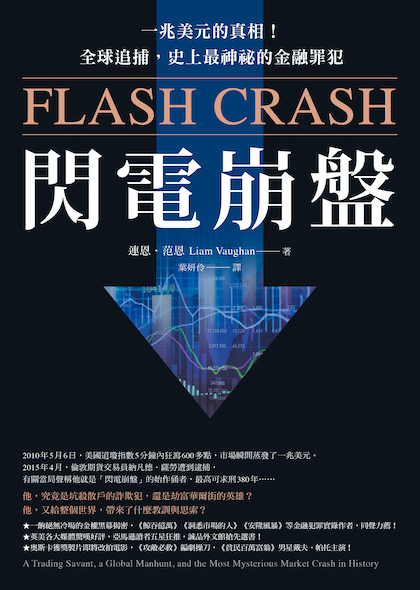 一兆美元的真相！
全球追捕，史上最神祕的金融罪犯
FLASH CRASH
閃電崩盤
連恩・范恩 Liam Vaughan——著
葉妍伶——譯
2010年5月6日，美國道瓊指數5分鐘內狂瀉600多點，市場瞬間蒸發了一兆美元。
2015年4月，倫敦期貨交易員納凡德・薩勞遭到逮捕，
有關當局聲稱他就是「閃電崩盤」的始作俑者，最高可求刑380年……
他，究竟是坑殺散戶的詐欺犯，還是劫富華爾街的英雄？
他，又給整個世界，帶來了什麼教訓與思索？
★一齣絕無冷場的金權黑幕揭密，《鯨吞億萬》《洞悉市場的人》《安隆風暴》等金融犯罪實錄作者，同聲力薦！
★英美各大媒體驚嘆好評，亞馬遜讀者五星狂推，誠品外文館搶先選書！
★奧斯卡獲獎製片即將改拍電影，《攻敵必救》編劇操刀，《貧民百萬富翁》男星戴夫・帕托主演！
A Trading Savant, a Global Manhunt, and the Most Mysterious Market Crash in History